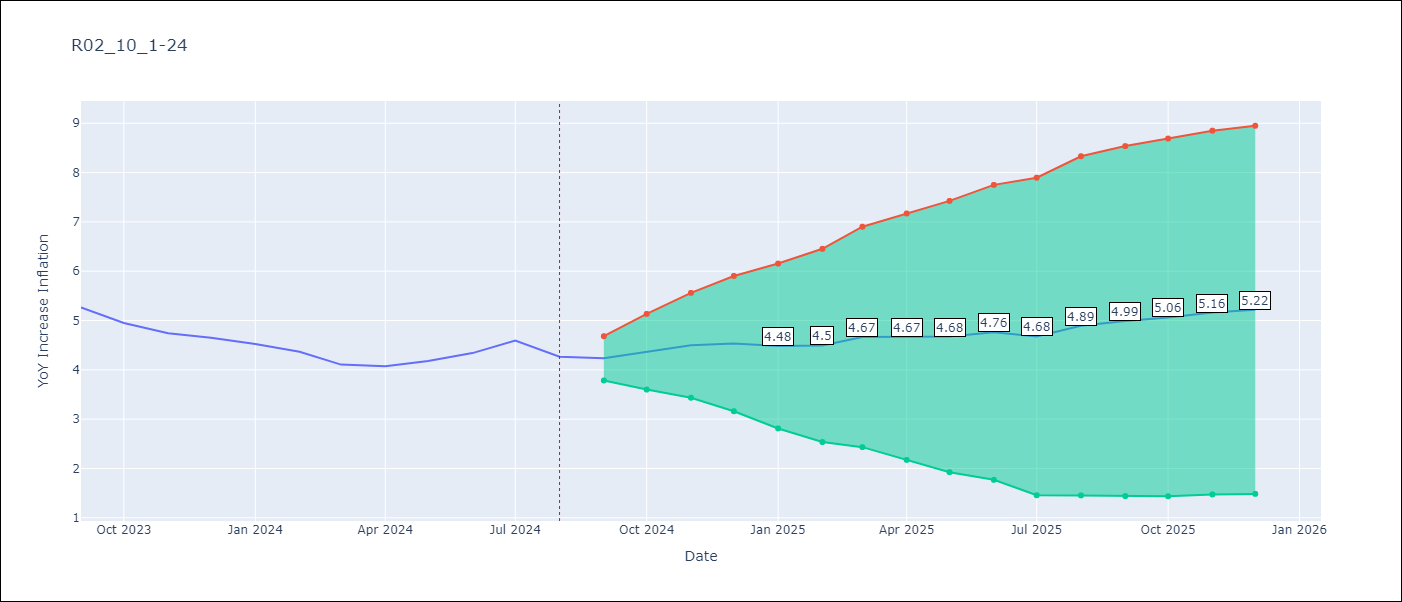 R02_10_1-24
YoY Increase Inflation
9
8
7
6
5
4
3
2
1
4.48
4.5
4.67
4.67
4.68
4.76
4.68
4.89
4.99
5.06
5.16
5.22
Oct 2023
Jan 2024
Apr 2024
Jul 2024
Oct 2024
Jan 2025
Apr 2025
Jul 2025
Oct 2025
Jan 2026
Date